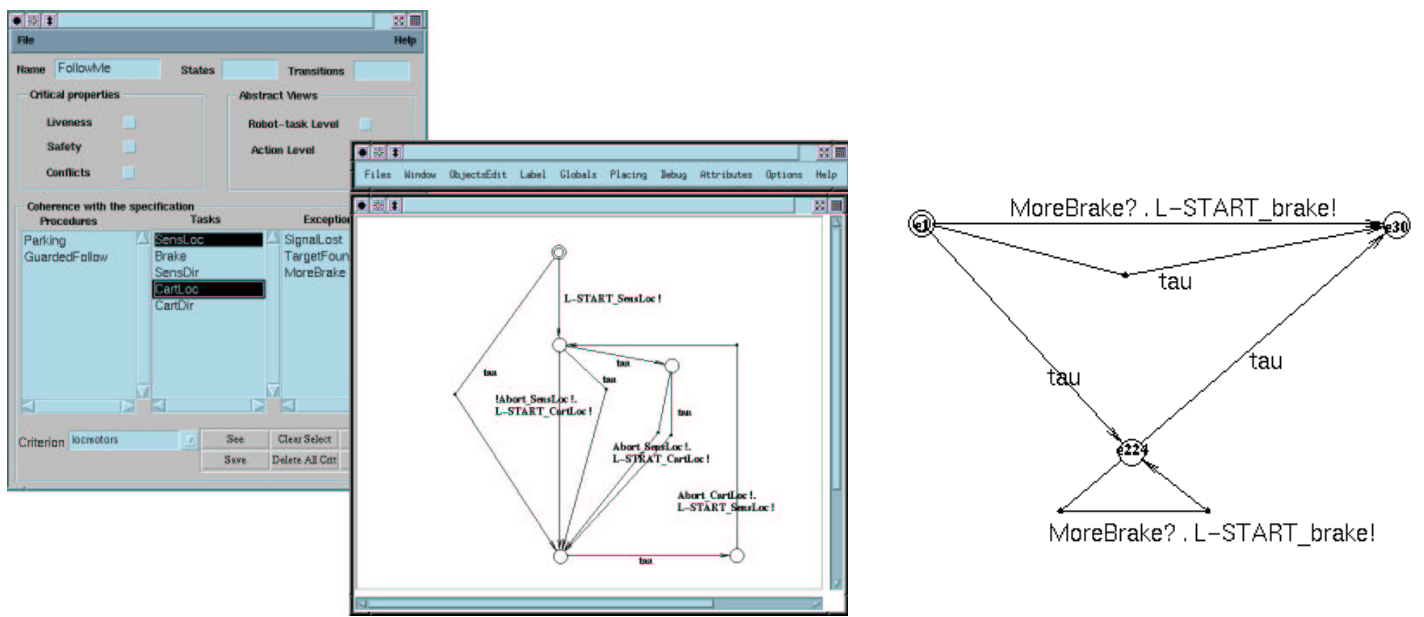 File Help
Name FollowMe States Transitions
Critical properties Abstract Views
Liveness Robot-task Level
Safety Action Level
Conflicts
Coherence with the specification
Procedures Tasks Exception
Parking SensLoc SignalLost
GuardedFollow Brake TargetFoun
SensDir MoreBrake
CartLoc
CartDir
Criterion locmotors See Clear Select
Save Delete All Crit
Files Window ObjectsEdit Label Globals Placing Debug Attributes Options Help
L-START_SensLoc!
tau
tau
tau
!Abort_SensLoc!.
L-START_CartLoc!
tau
Abort_SensLoc!.
L-STRAT_CartLoc!
Abort_CartLoc!.
L-START_SensLoc!
tau
MoreBrake?.L-START_brake!
e1
e30
tau
tau
tau
e224
MoreBrake?.L-START_brake!